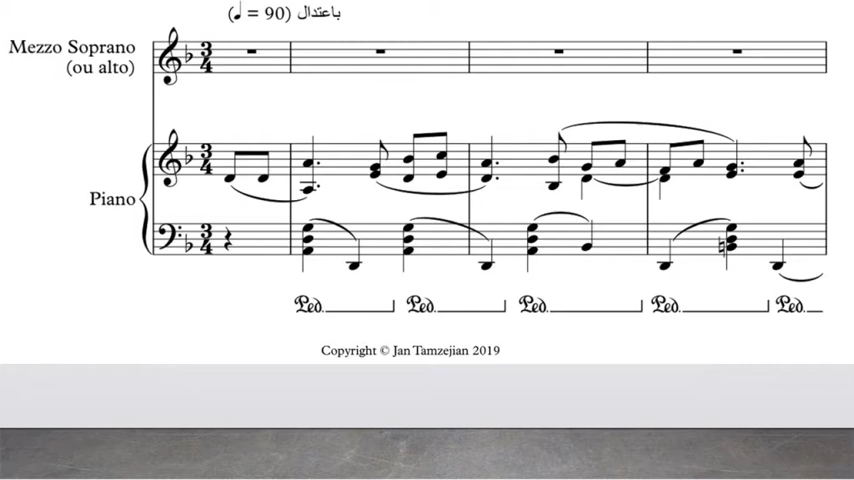 (♩ = 90) باعتدال
Mezzo Soprano
(ou alto)
Piano
Ped. Ped. Ped. Ped. Ped.
Copyright © Jan Tamzejian 2019